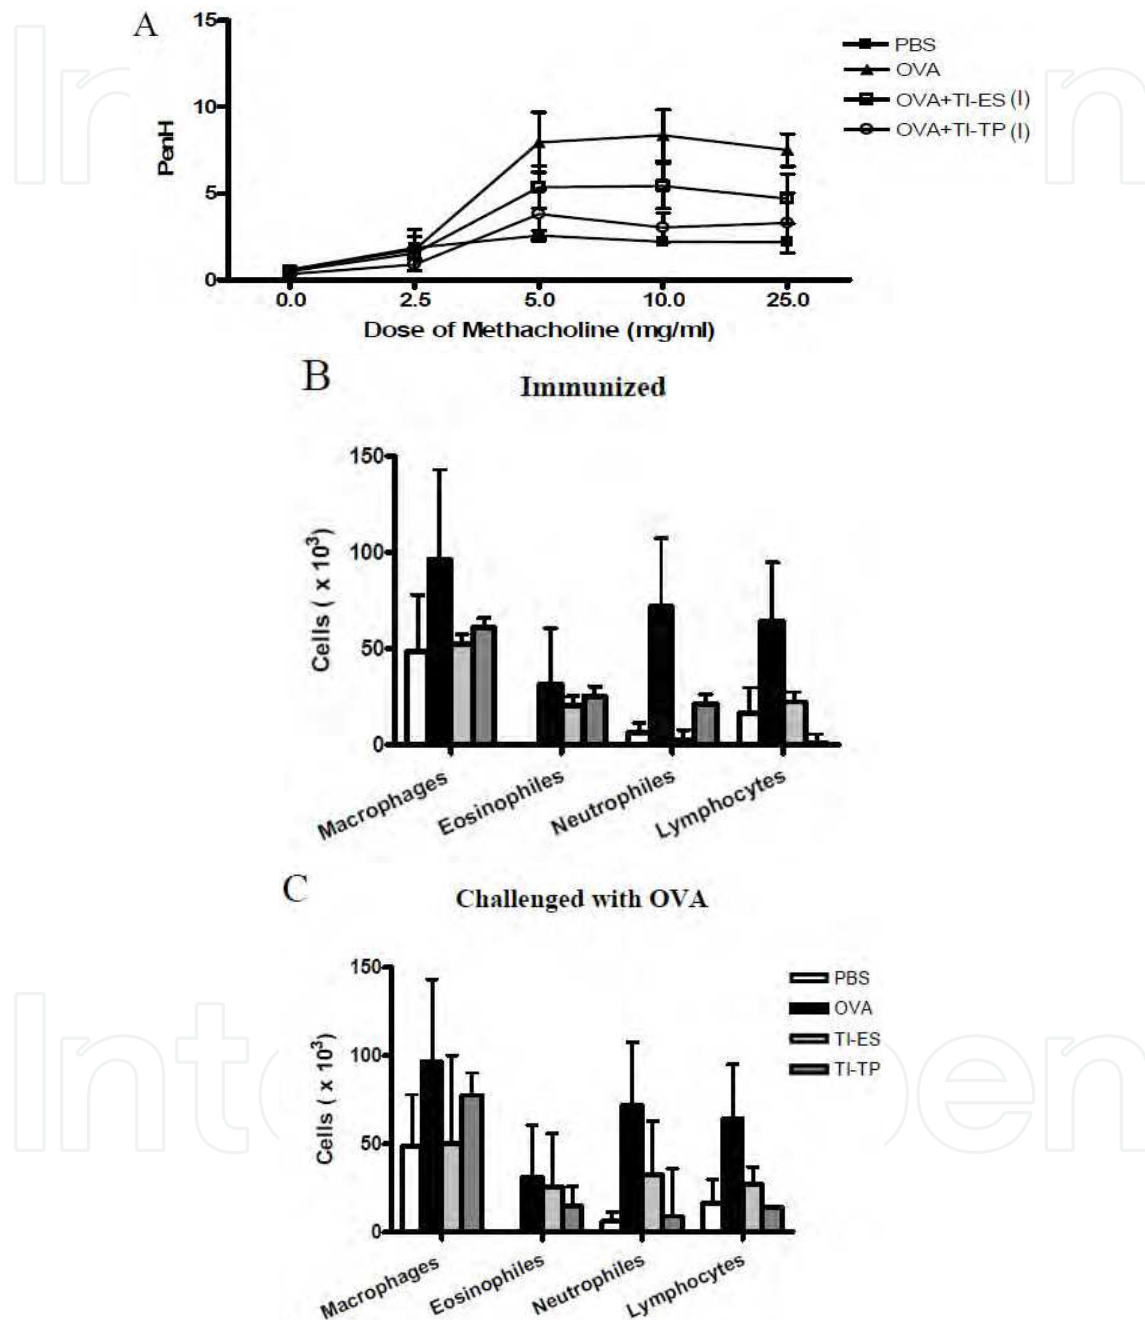 A
15
10
5
0
PenH
0.0 2.5 5.0 10.0 25.0
Dose of Methacholine (mg/ml)
PBS
OVA
OVA+TI-ES (I)
OVA+TI-TP (I)
B
Immunized
150
100
50
0
Cells ( x 10³)
Macrophages
Eosinophiles
Neutrophiles
Lymphocytes
C
Challenged with OVA
150
100
50
0
Cells ( x 10³)
Macrophages
Eosinophiles
Neutrophiles
Lymphocytes
PBS
OVA
TI-ES
TI-TP